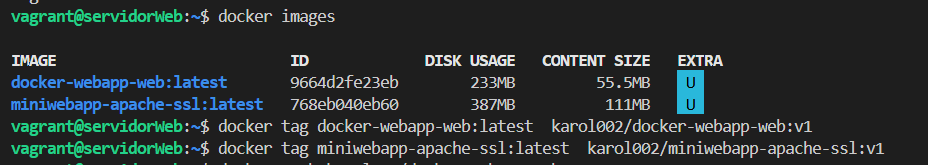 vagrant@servidorWeb:~$ docker images
IMAGE ID DISK USAGE CONTENT SIZE EXTRA
docker-webapp-web:latest 9664d2fe23eb 233MB 55.5MB U
miniwebapp-apache-ssl:latest 768eb040eb60 387MB 111MB U
vagrant@servidorWeb:~$ docker tag docker-webapp-web:latest  karol002/docker-webapp-web:v1
vagrant@servidorWeb:~$ docker tag miniwebapp-apache-ssl:latest  karol002/miniwebapp-apache-ssl:v1